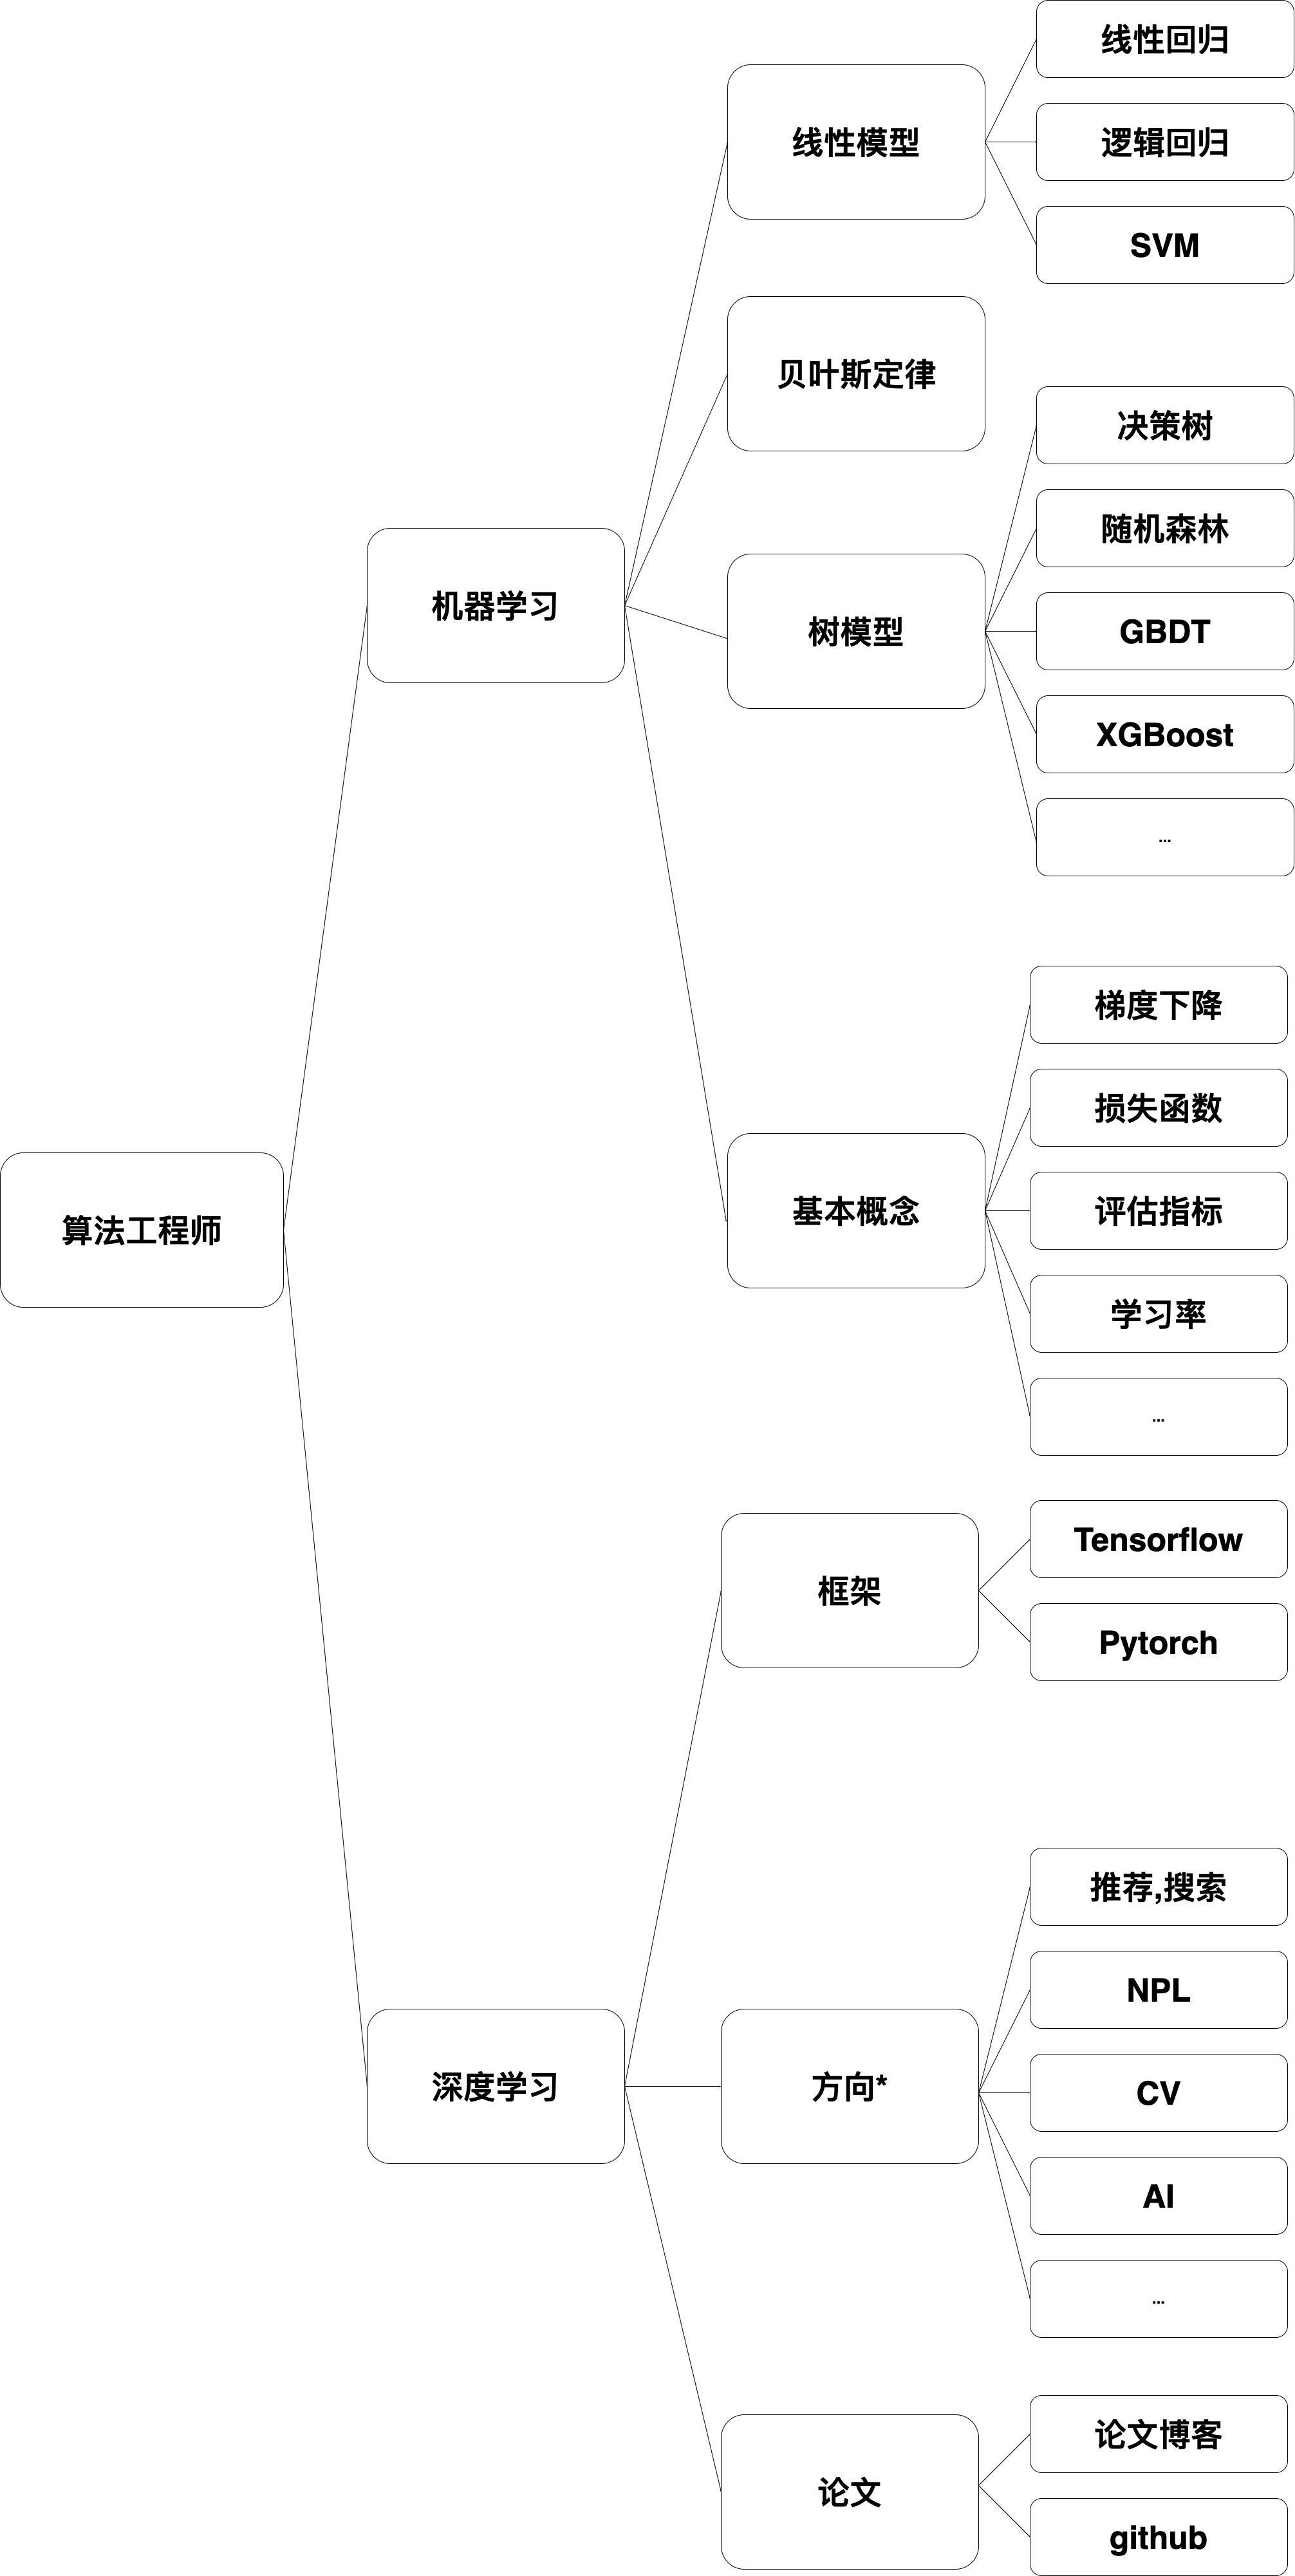 算法工程师
机器学习
线性模型
线性回归
逻辑回归
SVM
贝叶斯定律
树模型
决策树
随机森林
GBDT
XGBoost
...
基本概念
梯度下降
损失函数
评估指标
学习率
...
深度学习
框架
Tensorflow
Pytorch
方向*
推荐,搜索
NPL
CV
AI
...
论文
论文博客
github